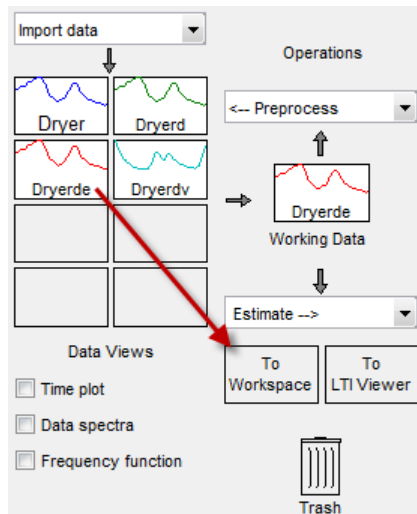 Import data
Operations
Dryer
Dryerd
<-- Preprocess
Dryerde
Dryerdv
Dryerde
Working Data
Estimate -->
Data Views
To
Workspace
To
LTI Viewer
Time plot
Data spectra
Frequency function
Trash